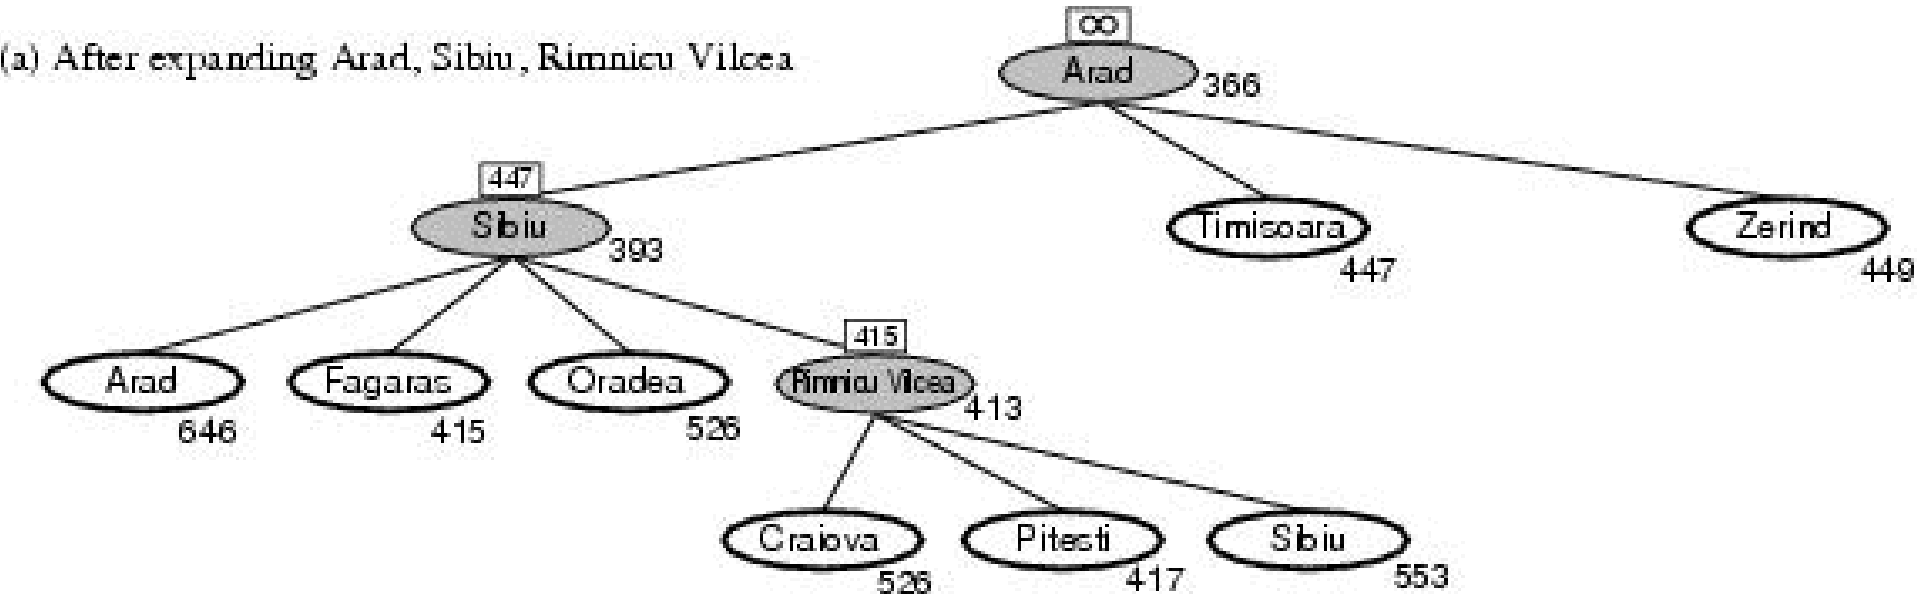 ∞
(a) After expanding Arad, Sibiu, Rimnicu Vilcea
Arad
366
447
Sibiu
393
Timisoara
447
Zerind
449
415
Arad
646
Fagaras
415
Oradea
526
Rimnicu Vilcea
413
Craiova
526
Pitesti
417
Sibiu
553